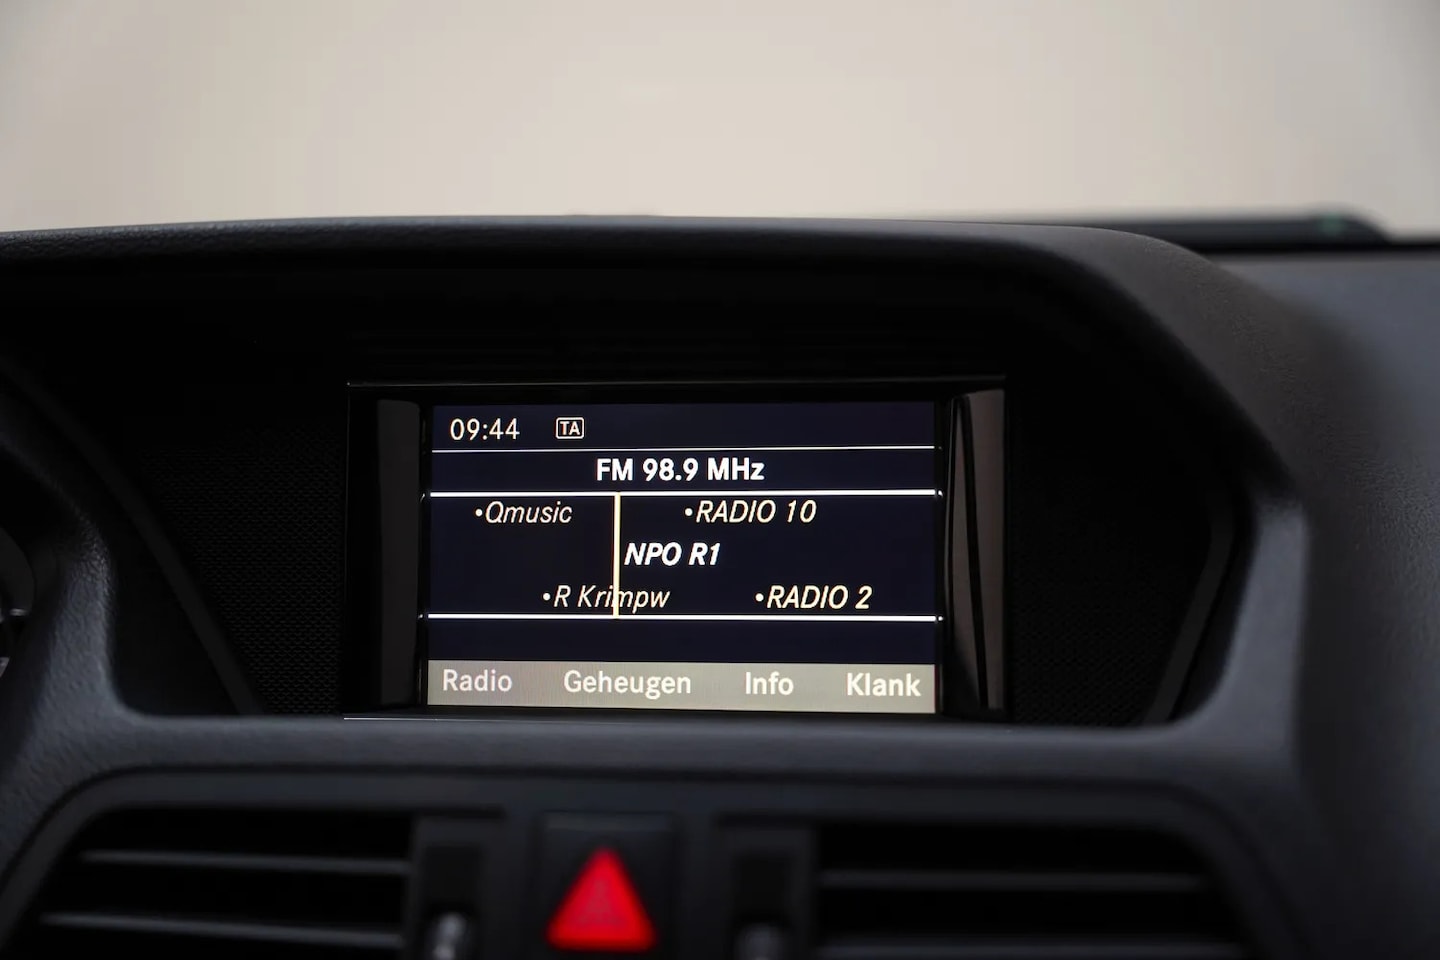 09:44 TA
FM 98.9 MHz
•Qmusic •RADIO 10
NPO R1
•R Krimpw •RADIO 2
Radio Geheugen Info Klank